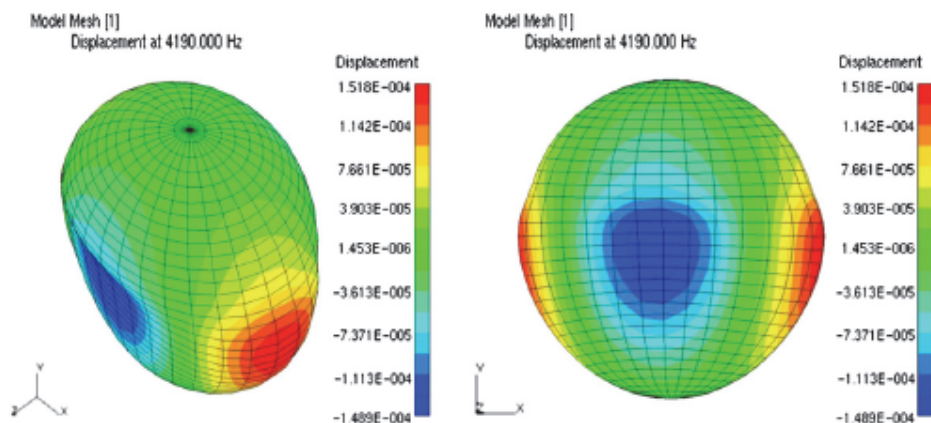 Model Mesh [1]
Displacement at 4190.000 Hz
Displacement
1.518E-004
1.142E-004
7.661E-005
3.903E-005
1.453E-006
-3.613E-005
-7.371E-005
-1.113E-004
-1.489E-004
Y
Z
X
Model Mesh [1]
Displacement at 4190.000 Hz
Displacement
1.518E-004
1.142E-004
7.661E-005
3.903E-005
1.453E-006
-3.613E-005
-7.371E-005
-1.113E-004
-1.489E-004
Y
Z
X